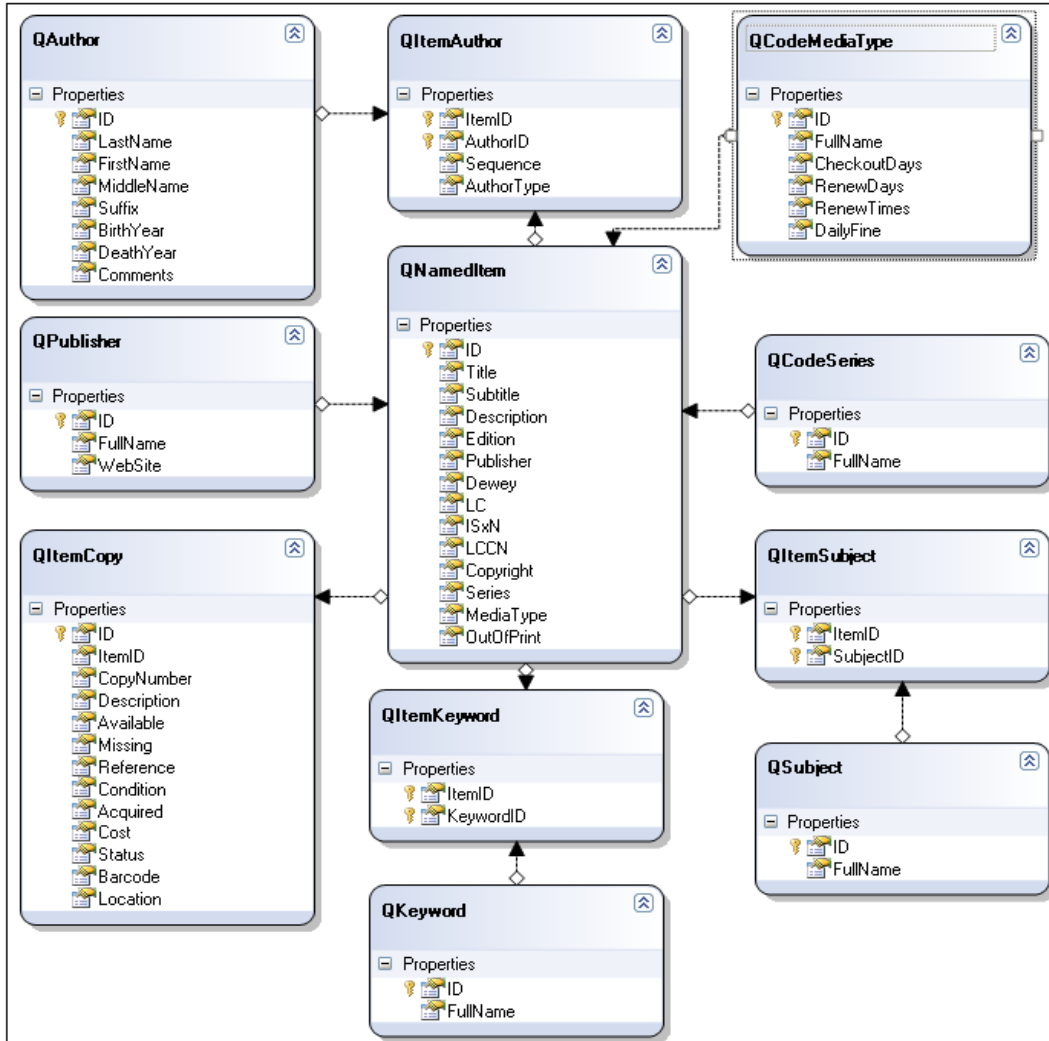 QAuthor
Properties
ID
LastName
FirstName
MiddleName
Suffix
BirthYear
DeathYear
Comments
QItemAuthor
Properties
ItemID
AuthorID
Sequence
AuthorType
QCodeMediaType
Properties
ID
FullName
CheckoutDays
RenewDays
RenewTimes
DailyFine
QPublisher
Properties
ID
FullName
WebSite
QNamedItem
Properties
ID
Title
Subtitle
Description
Edition
Publisher
Dewey
LC
ISxN
LCCN
Copyright
Series
MediaType
OutOfPrint
QCodeSeries
Properties
ID
FullName
QItemCopy
Properties
ID
ItemID
CopyNumber
Description
Available
Missing
Reference
Condition
Acquired
Cost
Status
Barcode
Location
QItemSubject
Properties
ItemID
SubjectID
QItemKeyword
Properties
ItemID
KeywordID
QSubject
Properties
ID
FullName
QKeyword
Properties
ID
FullName